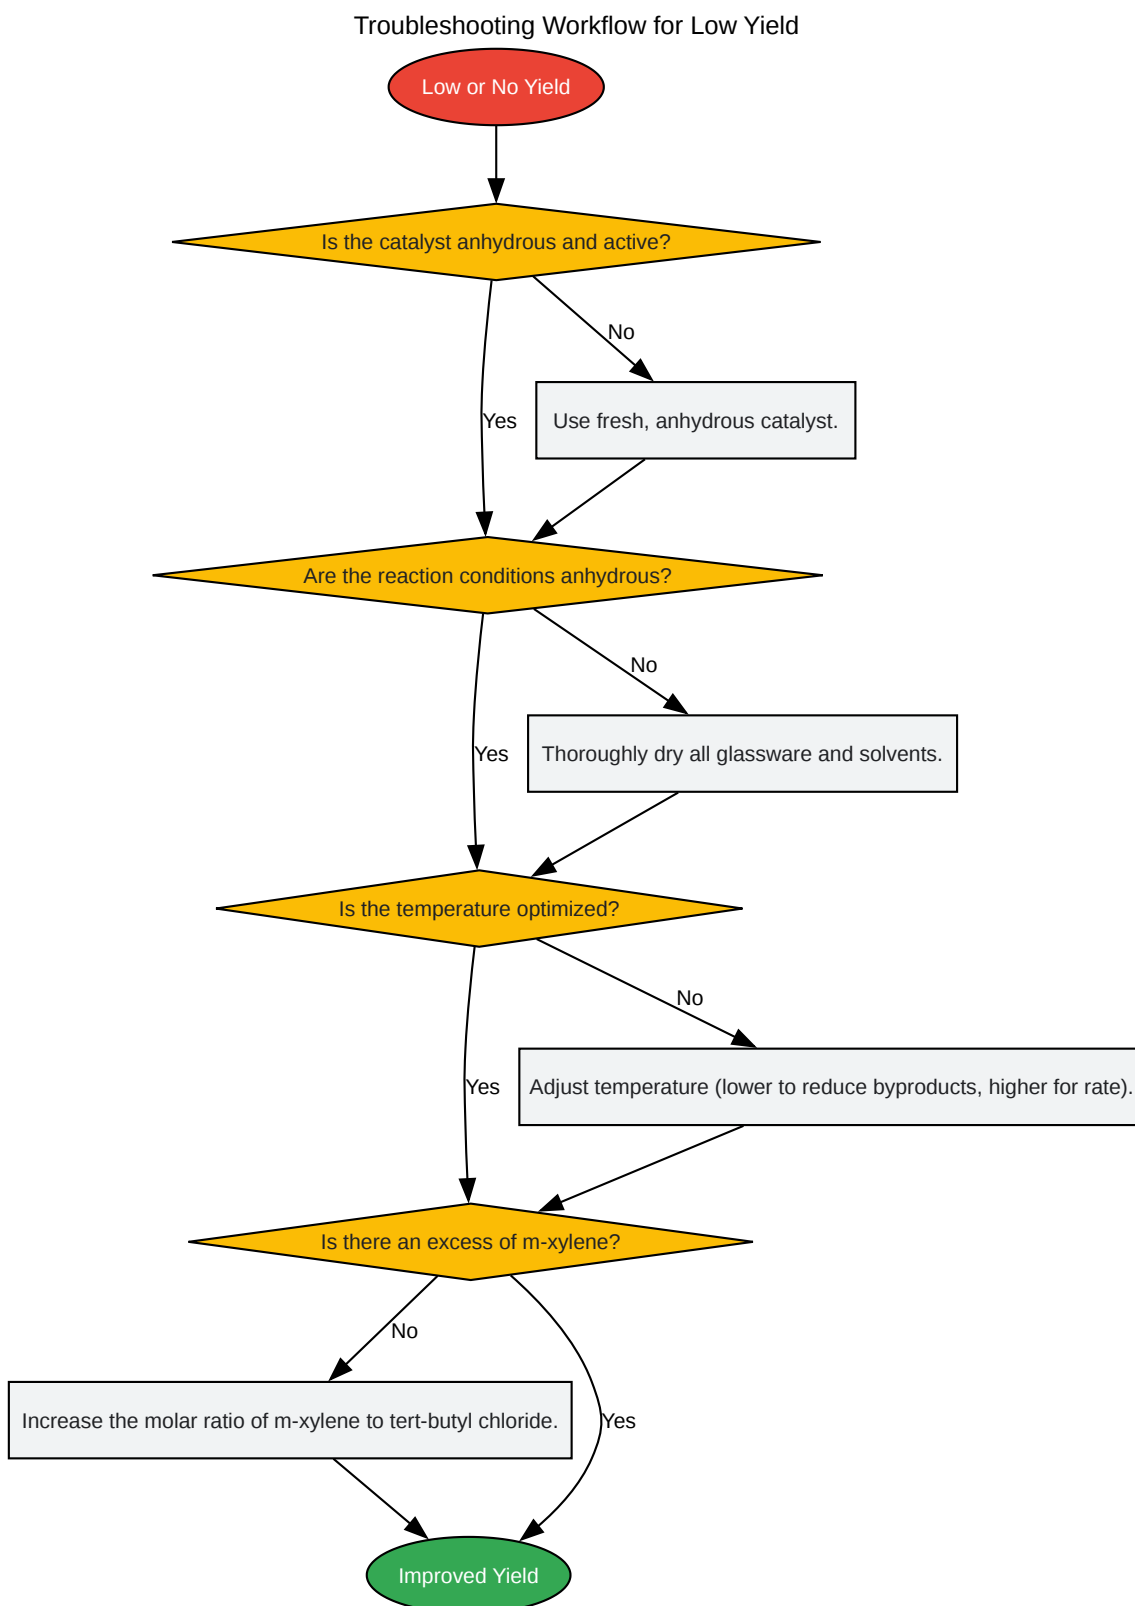 Troubleshooting Workflow for Low Yield
Low or No Yield
Is the catalyst anhydrous and active?
No
Yes
Use fresh, anhydrous catalyst.
Are the reaction conditions anhydrous?
No
Yes
Thoroughly dry all glassware and solvents.
Is the temperature optimized?
No
Yes
Adjust temperature (lower to reduce byproducts, higher for rate).
Is there an excess of m-xylene?
No
Increase the molar ratio of m-xylene to tert-butyl chloride.
Yes
Improved Yield